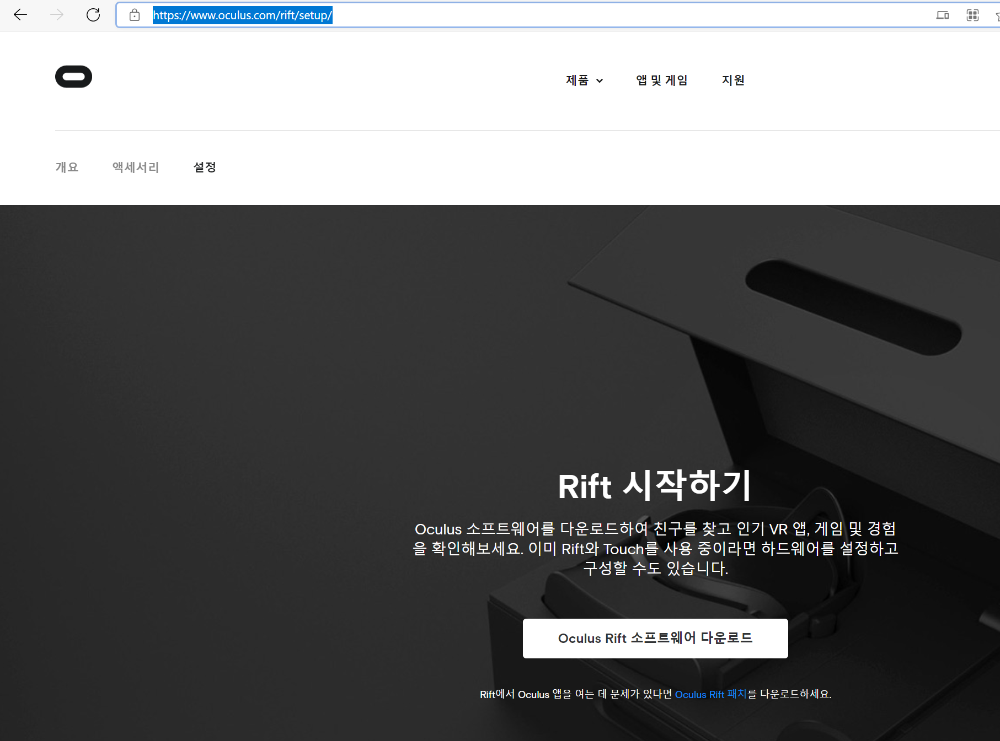 https://www.oculus.com/rift/setup/
제품 앱 및 게임 지원
개요 액세서리 설정
Rift 시작하기
Oculus 소프트웨어를 다운로드하여 친구를 찾고 인기 VR 앱, 게임 및 경험
을 확인해보세요. 이미 Rift와 Touch를 사용 중이라면 하드웨어를 설정하고
구성할 수도 있습니다.
Oculus Rift 소프트웨어 다운로드
Rift에서 Oculus 앱을 여는 데 문제가 있다면 Oculus Rift 패치를 다운로드하세요.